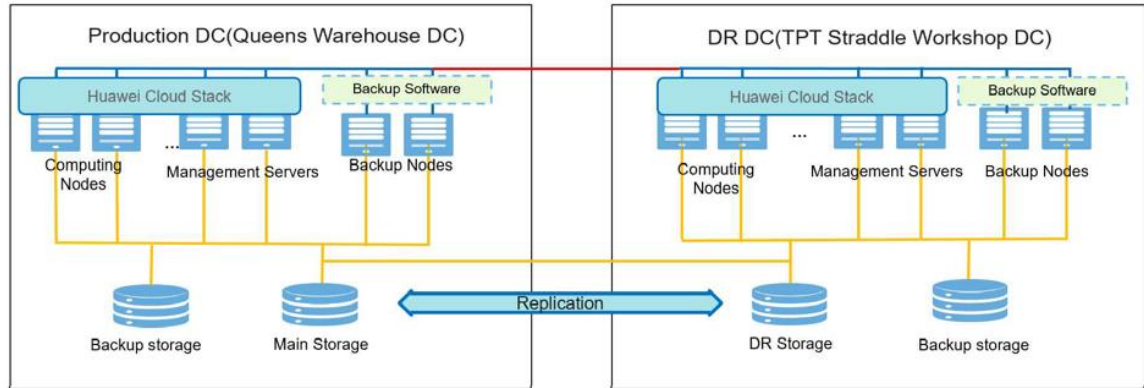 Production DC(Queens Warehouse DC)
Huawei Cloud Stack
Backup Software
...
Computing
Nodes
Management Servers
Backup Nodes
Backup storage
Main Storage
Replication
DR DC(TPT Straddle Workshop DC)
Huawei Cloud Stack
Backup Software
...
Computing
Nodes
Management Servers
Backup Nodes
DR Storage
Backup storage